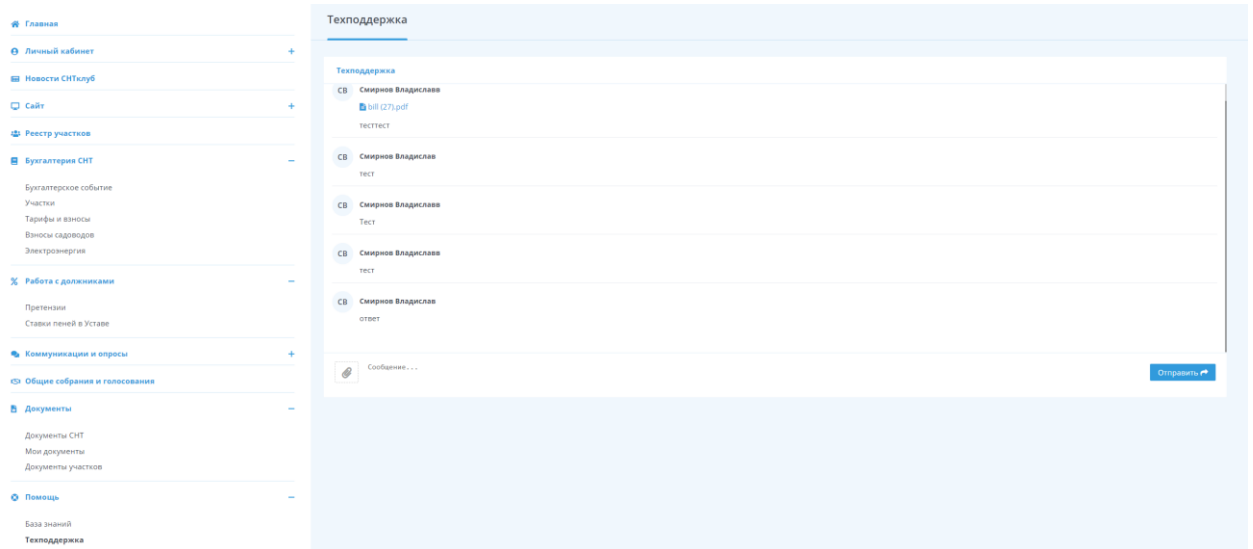 Главная
Личный кабинет
Новости СНТклуб
Сайт
Реестр участков
Бухгалтерия СНТ
Бухгалтерское событие
Участки
Тарифы и взносы
Взносы садоводов
Электроэнергия
Работа с должниками
Претензии
Ставки пеней в Уставе
Коммуникации и опросы
Общие собрания и голосования
Документы
Документы СНТ
Мои документы
Документы участков
Помощь
База знаний
Техподдержка
Техподдержка
Техподдержка
СВ Смирнов Владиславв
bill (27).pdf
тесттест
СВ Смирнов Владислав
тест
СВ Смирнов Владиславв
Тест
СВ Смирнов Владиславв
тест
СВ Смирнов Владислав
ответ
Сообщение...
Отправить